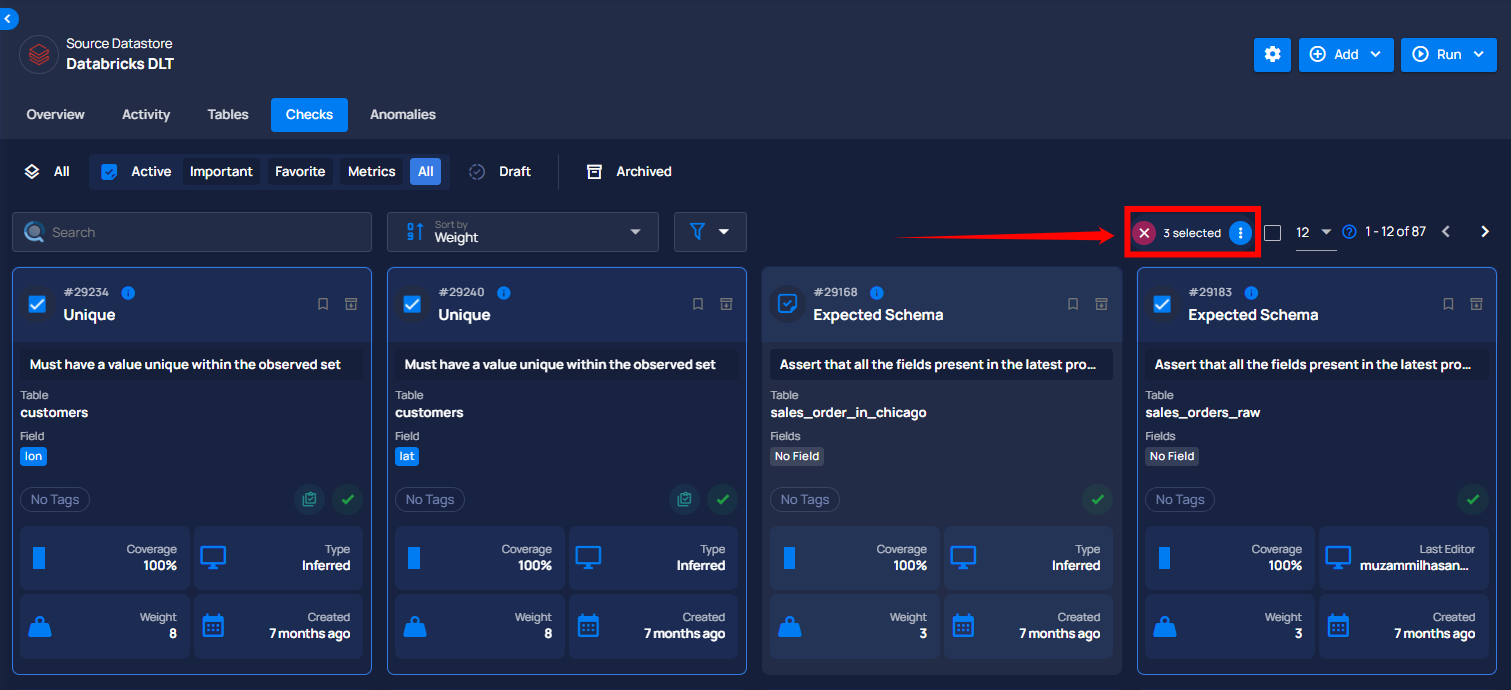 Source Datastore
Databricks DLT
Add
Run
Overview
Activity
Tables
Checks
Anomalies
All
Active
Important
Favorite
Metrics
All
Draft
Archived
Search
Sort by
Weight
3 selected
12
1 - 12 of 87
#29234
Unique
Must have a value unique within the observed set
Table
customers
Field
lon
No Tags
Coverage
100%
Type
Inferred
Weight
8
Created
7 months ago
#29240
Unique
Must have a value unique within the observed set
Table
customers
Field
lat
No Tags
Coverage
100%
Type
Inferred
Weight
8
Created
7 months ago
#29168
Expected Schema
Assert that all the fields present in the latest pro...
Table
sales_order_in_chicago
Fields
No Field
No Tags
Coverage
100%
Type
Inferred
Weight
3
Created
7 months ago
#29183
Expected Schema
Assert that all the fields present in the latest pro...
Table
sales_orders_raw
Fields
No Field
No Tags
Coverage
100%
Last Editor
muzammilhasan...
Weight
3
Created
7 months ago